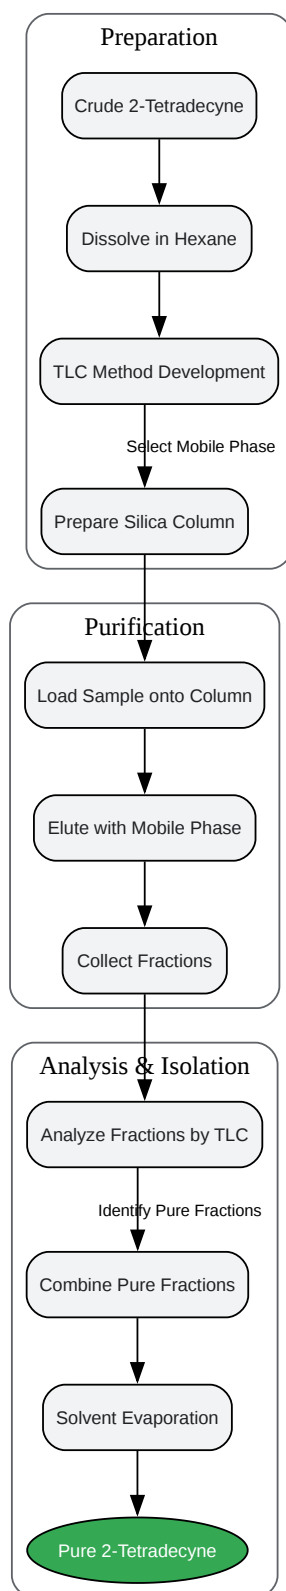 Preparation
Crude 2-Tetradecyne
Dissolve in Hexane
TLC Method Development
Select Mobile Phase
Prepare Silica Column
Purification
Load Sample onto Column
Elute with Mobile Phase
Collect Fractions
Analysis & Isolation
Analyze Fractions by TLC
Identify Pure Fractions
Combine Pure Fractions
Solvent Evaporation
Pure 2-Tetradecyne